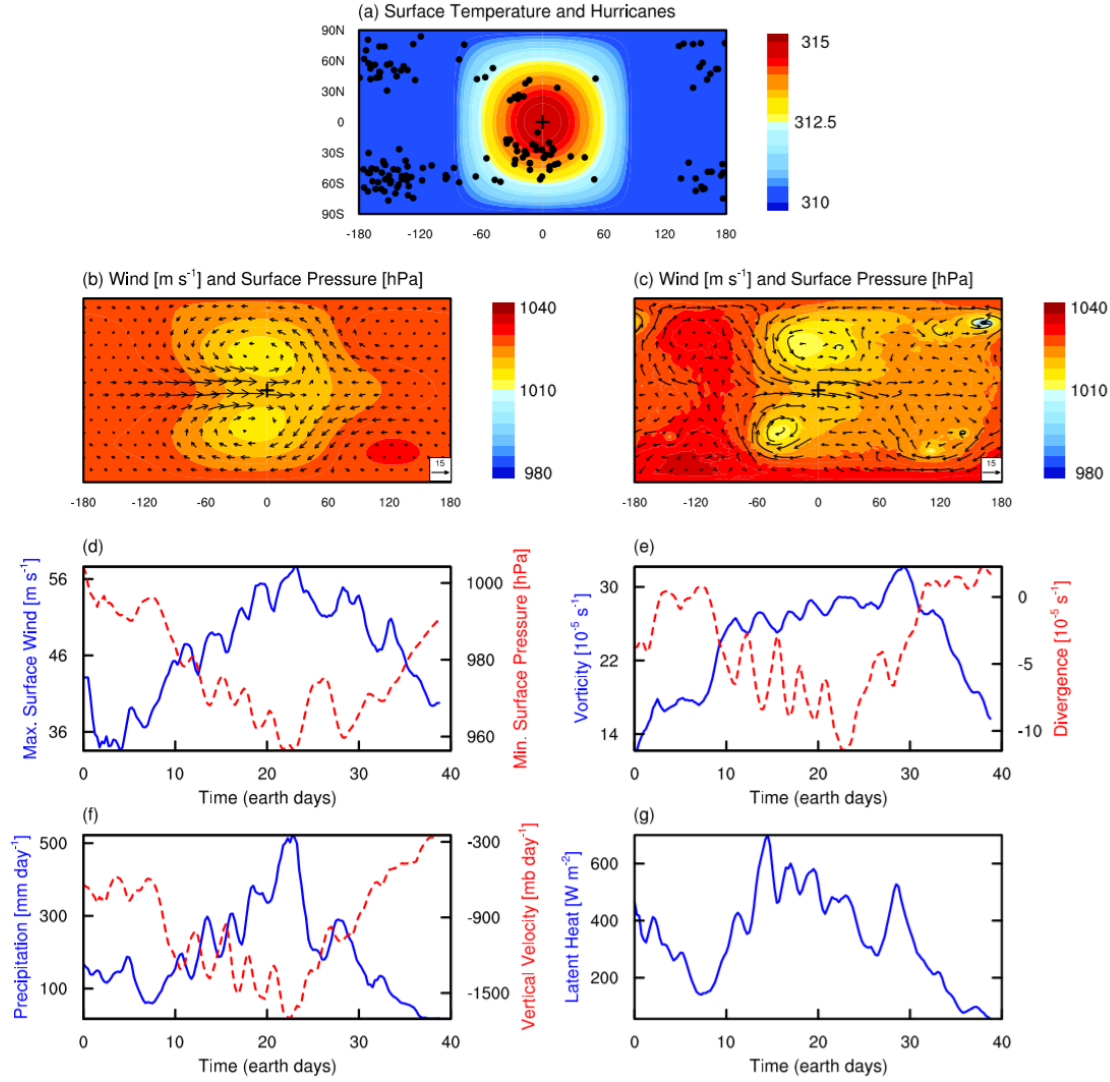 (a) Surface Temperature and Hurricanes
90N
60N
30N
0
30S
60S
90S
-180 -120 -60 0 60 120 180
315
312.5
310
(b) Wind [m s-1] and Surface Pressure [hPa]
15
-180 -120 -60 0 60 120 180
1040
1010
980
(c) Wind [m s-1] and Surface Pressure [hPa]
15
-180 -120 -60 0 60 120 180
1040
1010
980
(d)
Max. Surface Wind [m s-1]
56
46
36
Min. Surface Pressure [hPa]
1000
980
960
0 10 20 30 40
Time (earth days)
(e)
Vorticity [10-5 s-1]
30
22
14
Divergence [10-5 s-1]
0
-5
-10
0 10 20 30 40
Time (earth days)
(f)
Precipitation [mm day-1]
500
300
100
Vertical Velocity [mb day-1]
-300
-900
-1500
0 10 20 30 40
Time (earth days)
(g)
Latent Heat [W m-2]
600
400
200
0 10 20 30 40
Time (earth days)